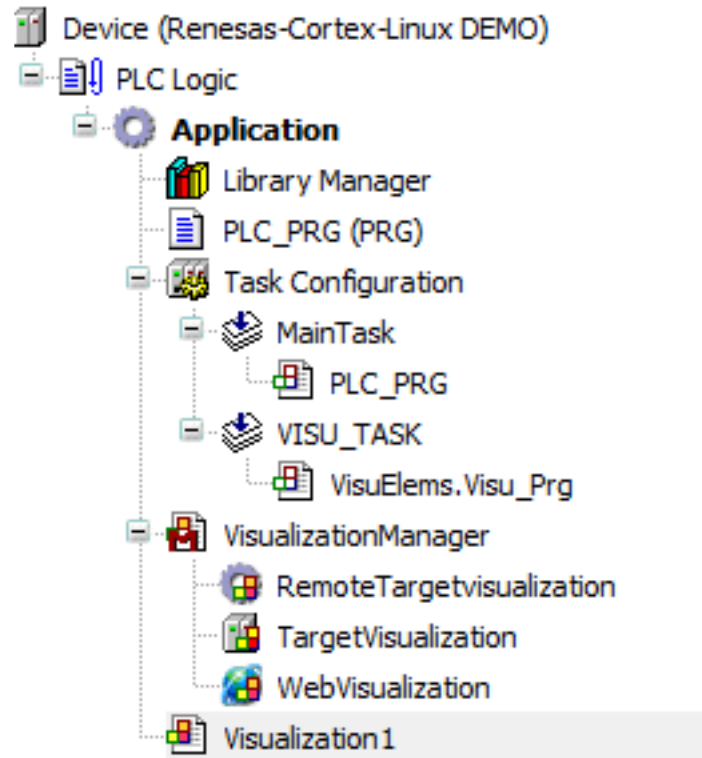 Device (Renesas-Cortex-Linux DEMO)
PLC Logic
Application
Library Manager
PLC_PRG (PRG)
Task Configuration
MainTask
PLC_PRG
VISU_TASK
VisuElems.Visu_Prg
VisualizationManager
RemoteTargetvisualization
TargetVisualization
WebVisualization
Visualization1